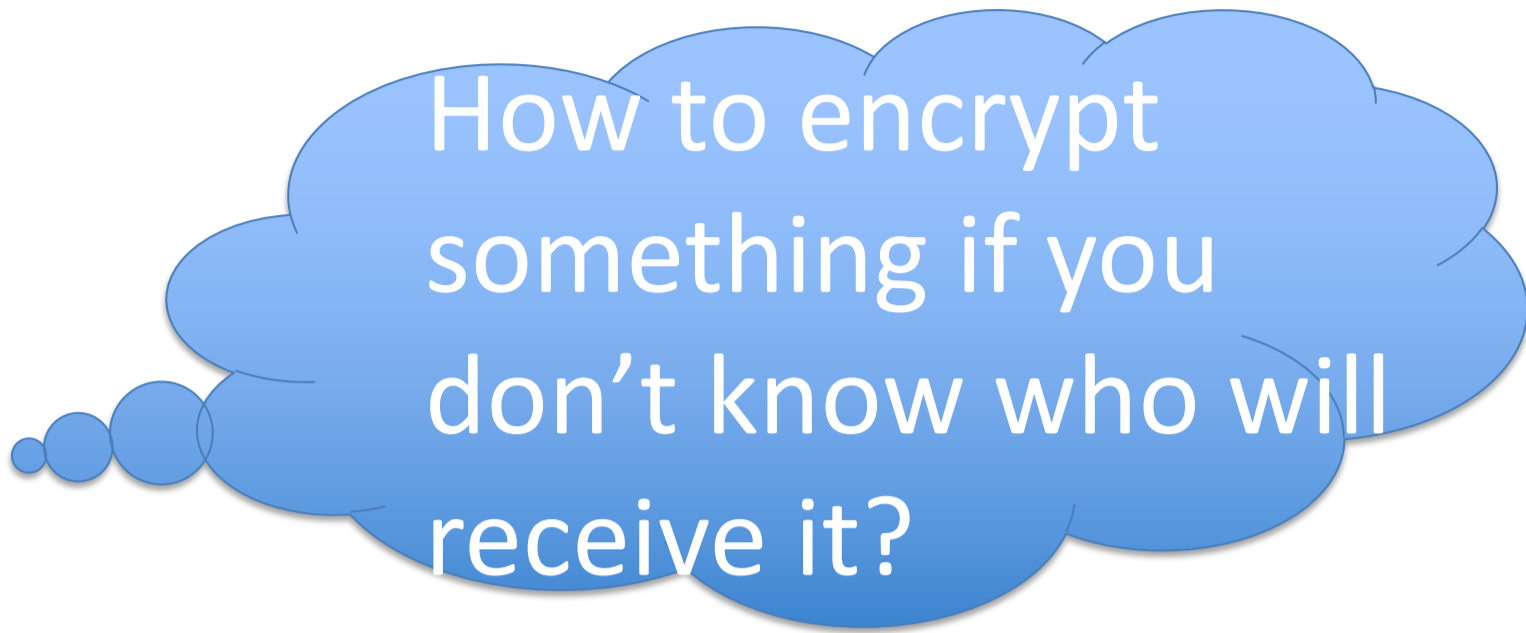 How to encrypt
something if you
don’t know who will
receive it?